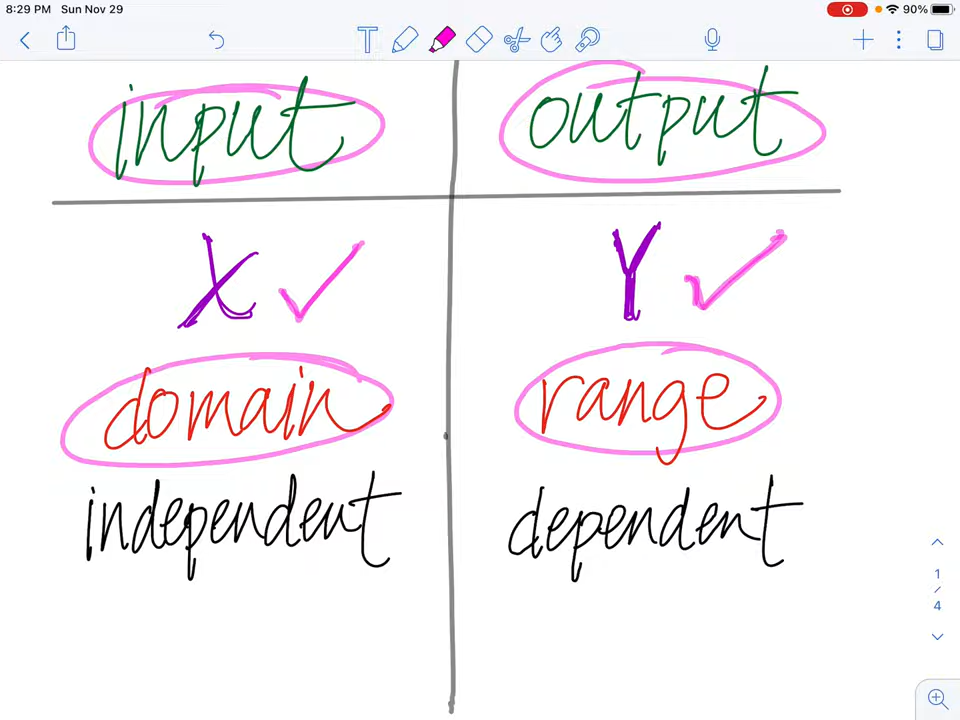 8:29 PM Sun Nov 29 90%
input output
X Y
domain range
independent dependent
1
/
4